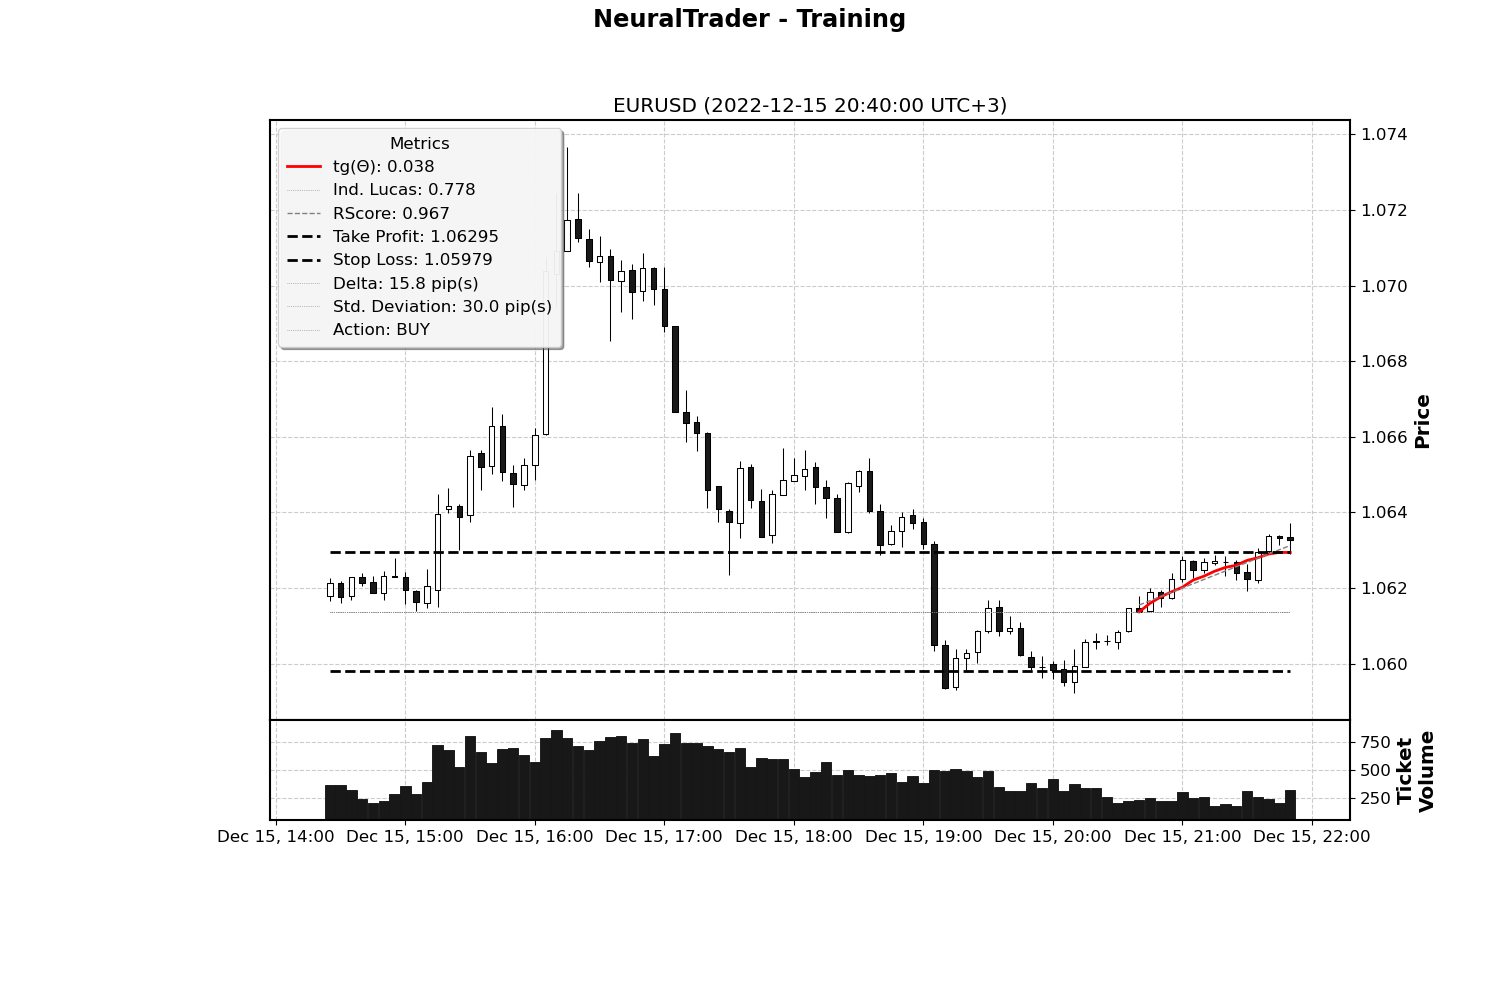 NeuralTrader - Training
EURUSD (2022-12-15 20:40:00 UTC+3)
Metrics
tg(Θ): 0.038
Ind. Lucas: 0.778
RScore: 0.967
Take Profit: 1.06295
Stop Loss: 1.05979
Delta: 15.8 pip(s)
Std. Deviation: 30.0 pip(s)
Action: BUY
1.074
1.072
1.070
1.068
1.066
1.064
1.062
1.060
Price
750
500
250
Ticket
Volume
Dec 15, 14:00 Dec 15, 15:00 Dec 15, 16:00 Dec 15, 17:00 Dec 15, 18:00 Dec 15, 19:00 Dec 15, 20:00 Dec 15, 21:00 Dec 15, 22:00